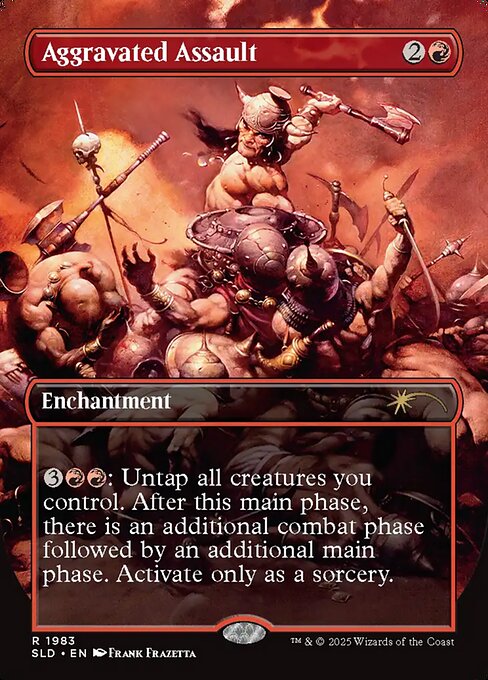 Aggravated Assault 2
Enchantment
3: Untap all creatures you
control. After this main phase,
there is an additional combat phase
followed by an additional main
phase. Activate only as a sorcery.
R 1983
SLD • EN Frank Frazetta
™ & © 2025 Wizards of the Coast